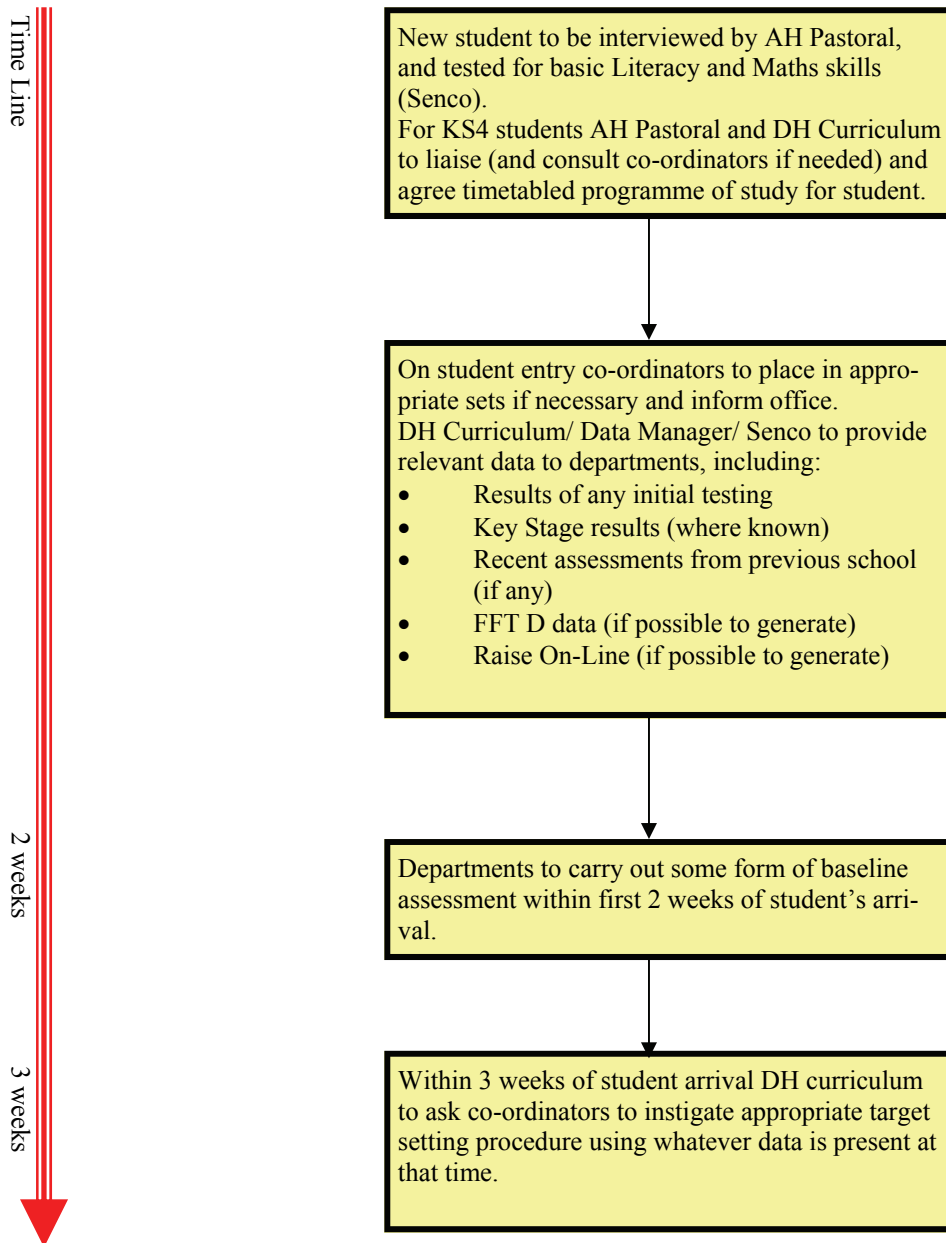 Time Line
New student to be interviewed by AH Pastoral,
and tested for basic Literacy and Maths skills
(Senco).
For KS4 students AH Pastoral and DH Curriculum
to liaise (and consult co-ordinators if needed) and
agree timetabled programme of study for student.
On student entry co-ordinators to place in appro-
priate sets if necessary and inform office.
DH Curriculum/ Data Manager/ Senco to provide
relevant data to departments, including:
• Results of any initial testing
• Key Stage results (where known)
• Recent assessments from previous school
(if any)
• FFT D data (if possible to generate)
• Raise On-Line (if possible to generate)
2 weeks
Departments to carry out some form of baseline
assessment within first 2 weeks of student’s arri-
val.
3 weeks
Within 3 weeks of student arrival DH curriculum
to ask co-ordinators to instigate appropriate target
setting procedure using whatever data is present at
that time.